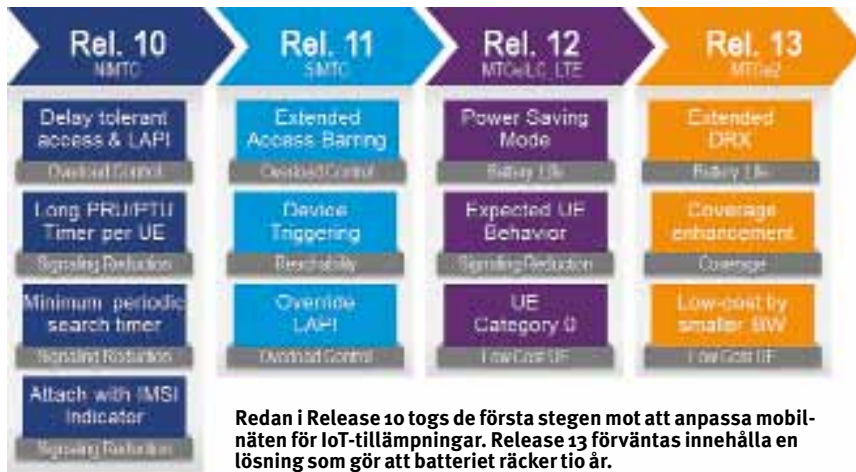 Rel. 10
NIMTC
Delay tolerant
access & LAPI
Overload Control
Long PRU/PTU
Timer per UE
Signaling Reduction
Minimum periodic
search timer
Signaling Reduction
Attach with IMSI
Indicator
Signaling Reduction
Rel. 11
SIMTC
Extended
Access Barring
Overload Control
Device
Triggering
Reachability
Override
LAPI
Overload Control
Rel. 12
MTCe/LC_LTE
Power Saving
Mode
Battery Life
Expected UE
Behavior
Signaling Reduction
UE
Category 0
Low Cost UE
Rel. 13
MTCe2
Extended
DRX
Battery Life
Coverage
enhancement
Coverage
Low-cost by
smaller BW
Low Cost UE
Redan i Release 10 togs de första stegen mot att anpassa mobil-
näten för IoT-tillämpningar. Release 13 förväntas innehålla en
lösning som gör att batteriet räcker tio år.